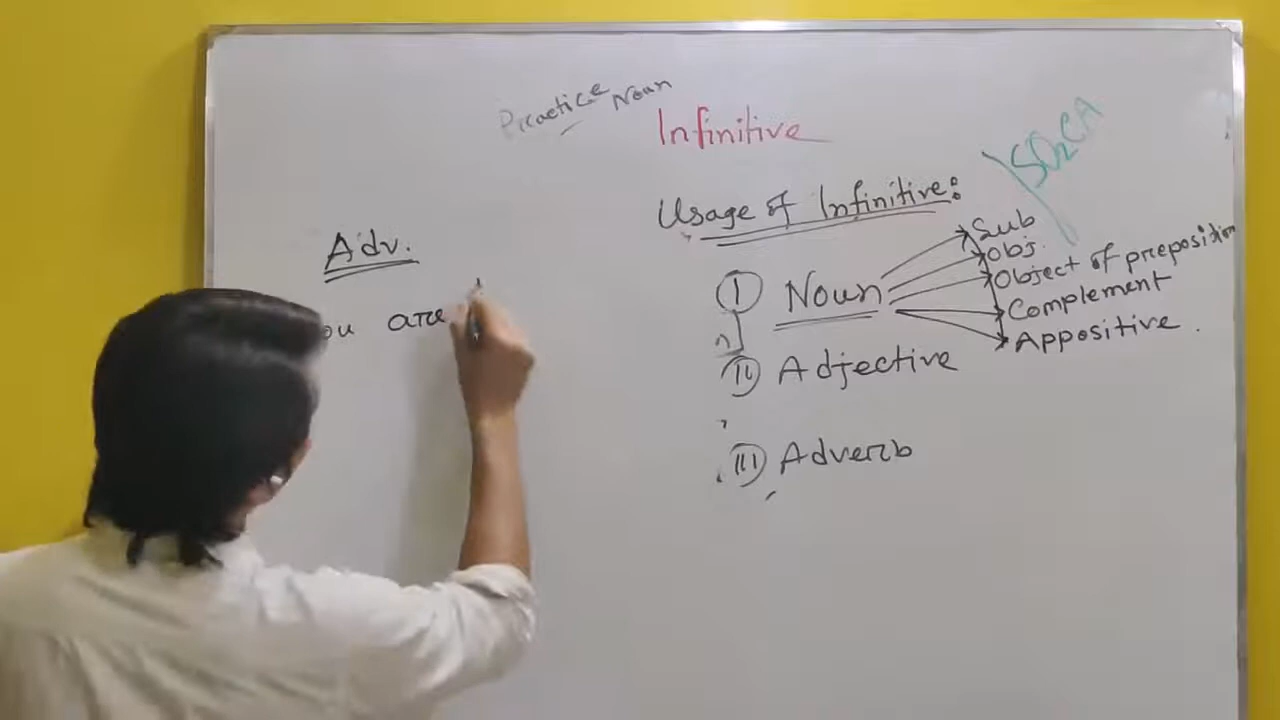 Practice Noun
Infinitive
SO2CA
Usage of Infinitive:
Adv.
ou are
I Noun
Sub
Obj.
Object of preposition
Complement
Appositive.
II Adjective
III Adverb